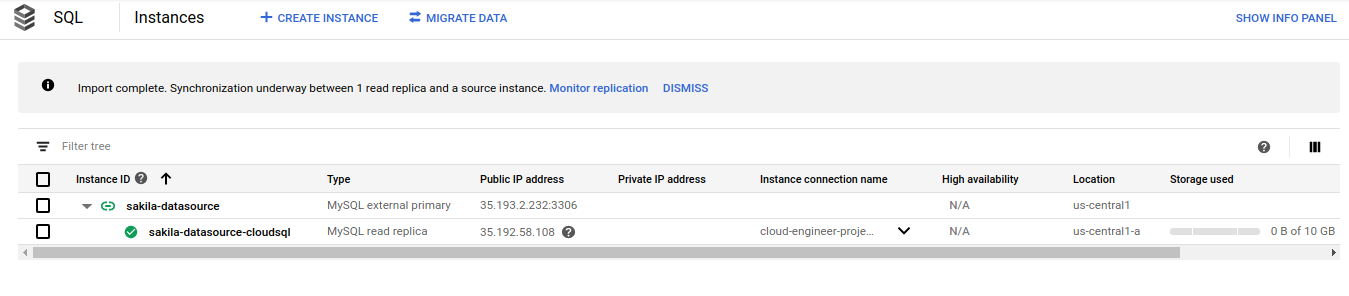 SQL Instances CREATE INSTANCE MIGRATE DATA SHOW INFO PANEL
Import complete. Synchronization underway between 1 read replica and a source instance. Monitor replication DISMISS
Filter tree
Instance ID Type Public IP address Private IP address Instance connection name High availability Location Storage used
sakila-datasource MySQL external primary 35.193.2.232:3306 N/A us-central1
sakila-datasource-cloudsql MySQL read replica 35.192.58.108 cloud-engineer-proje... N/A us-central1-a 0 B of 10 GB